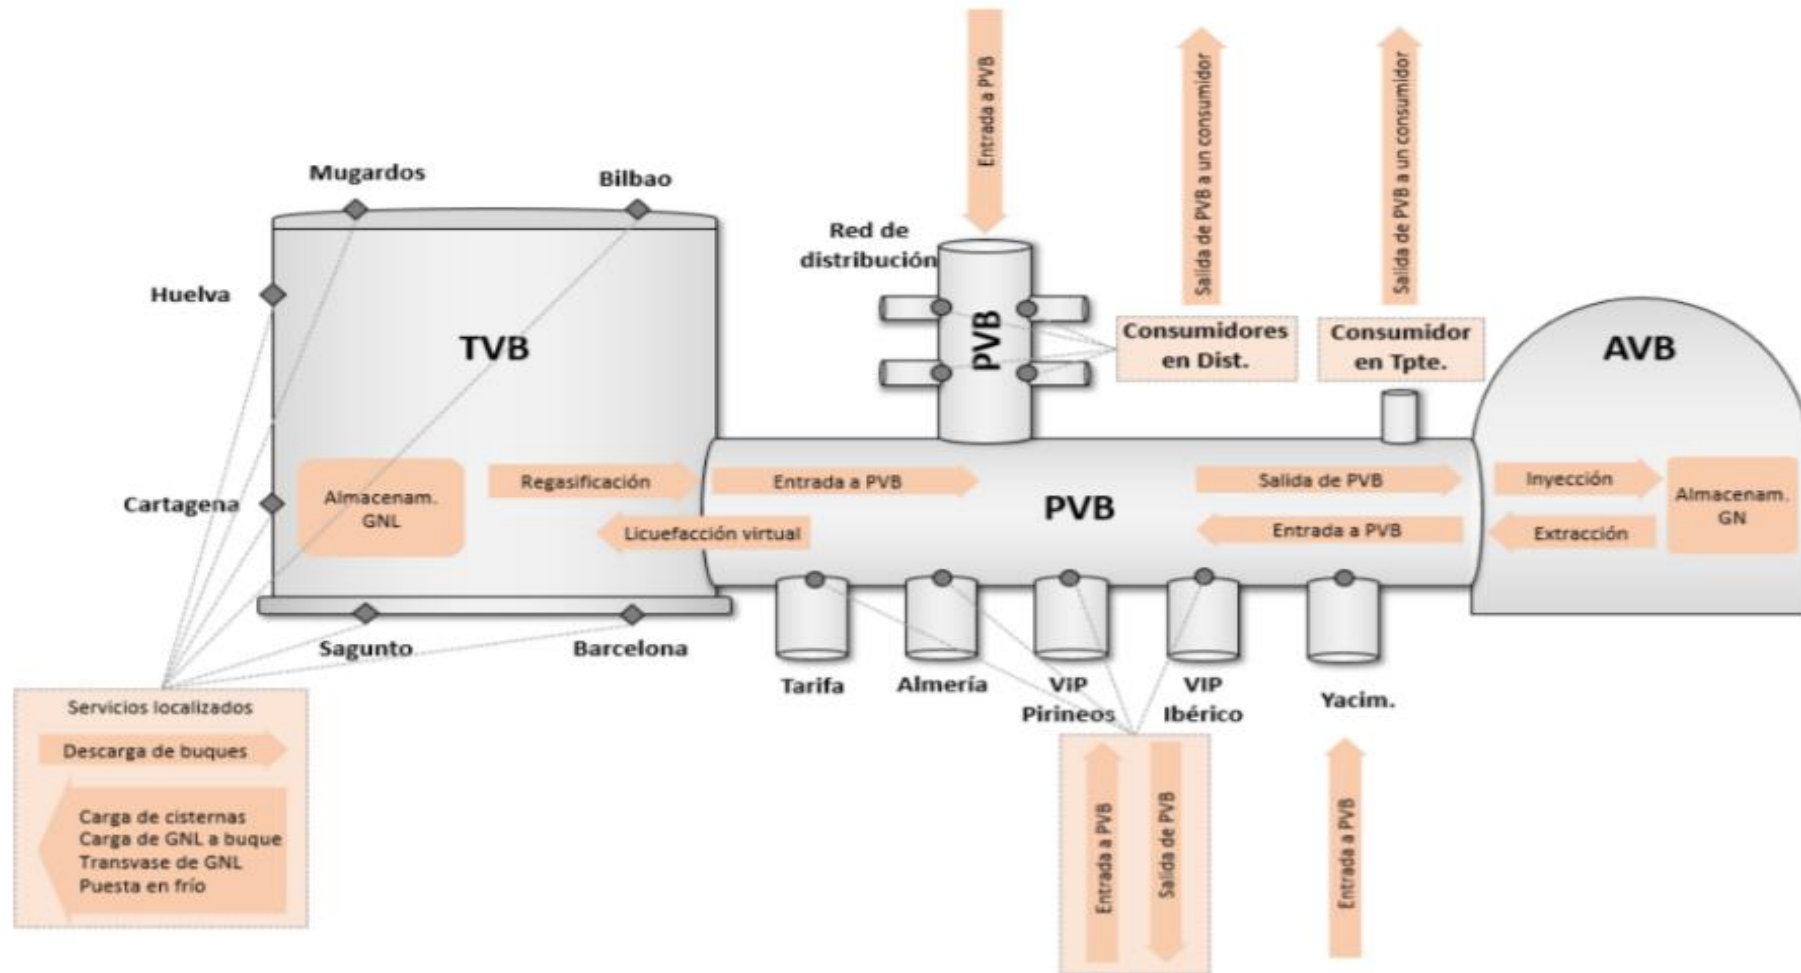 Entrada a PVB
Salida de PVB a un consumidor
Salida de PVB a un consumidor
Mugardos
Bilbao
Red de
distribución
Huelva
TVB
PVB
Consumidores
en Dist.
Consumidor
en Tpte.
AVB
Cartagena
Almacenam.
GNL
Regasificación
Entrada a PVB
Licuefacción virtual
PVB
Salida de PVB
Entrada a PVB
Inyección
Extracción
Almacenam.
GN
Sagunto
Barcelona
Tarifa
Almería
ViP
Pirineos
VIP
Ibérico
Yacim.
Servicios localizados
Descarga de buques
Carga de cisternas
Carga de GNL a buque
Transvase de GNL
Puesta en frío
Entrada a PVB
Salida de PVB
Entrada a PVB